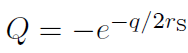 Q = −e^{−q/2r_S}